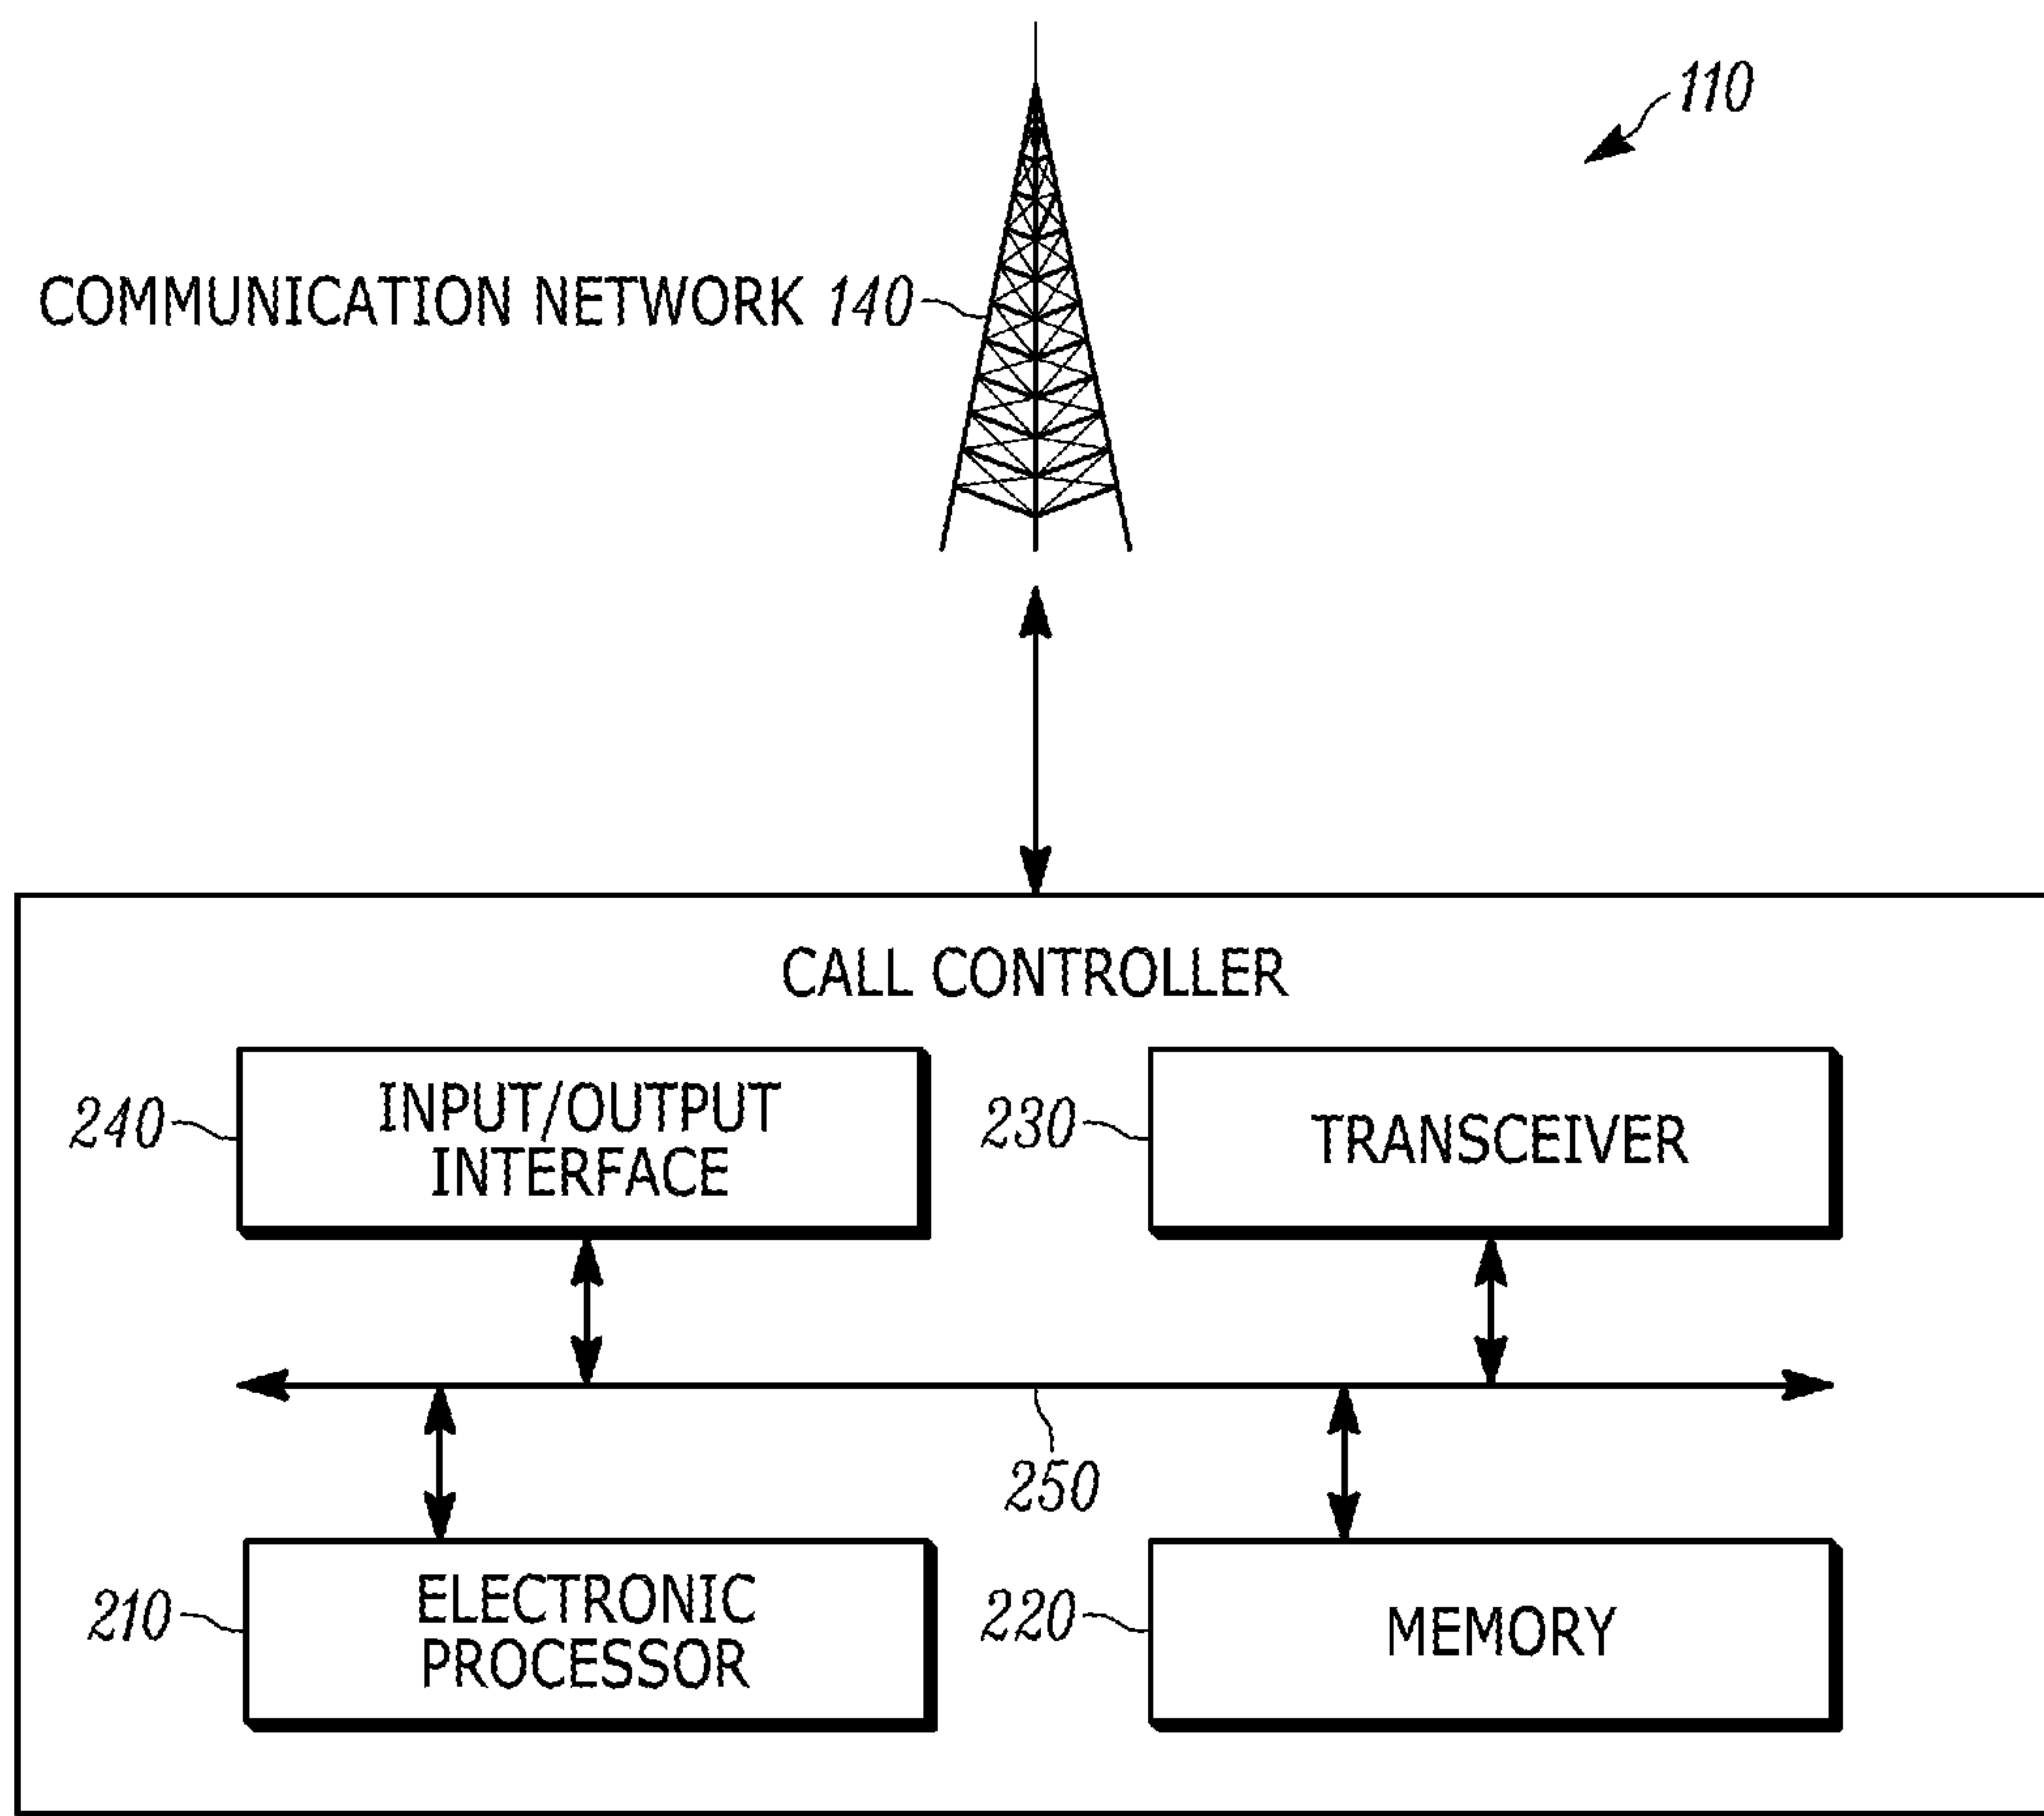 110
COMMUNICATION NETWORK 140
CALL CONTROLLER
240
INPUT/OUTPUT
INTERFACE
230
TRANSCEIVER
250
210
ELECTRONIC
PROCESSOR
220
MEMORY